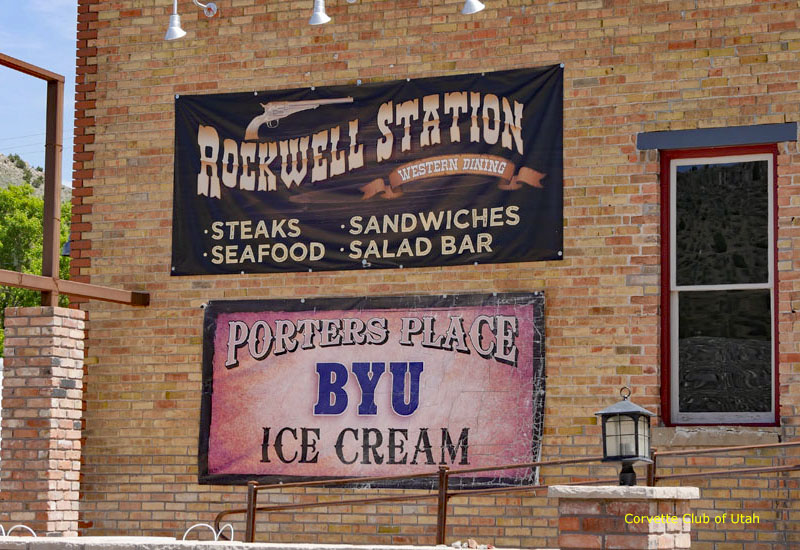 ROCKWELL STATION
WESTERN DINING
·STEAKS ·SANDWICHES
·SEAFOOD ·SALAD BAR
PORTERS PLACE
BYU
ICE CREAM
Corvette Club of Utah